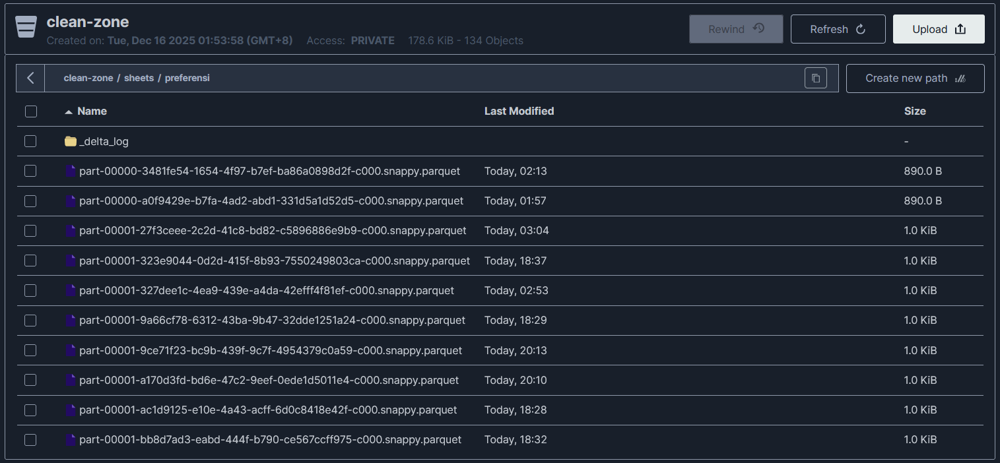 clean-zone
Created on: Tue, Dec 16 2025 01:53:58 (GMT+8) Access: PRIVATE 178.6 KiB - 134 Objects
Rewind Refresh Upload
clean-zone / sheets / preferensi
Create new path
Name Last Modified Size
_delta_log -
part-00000-3481fe54-1654-4f97-b7ef-ba86a0898d2f-c000.snappy.parquet Today, 02:13 890.0 B
part-00000-a0f9429e-b7fa-4ad2-abd1-331d5a1d52d5-c000.snappy.parquet Today, 01:57 890.0 B
part-00001-27f3ceee-2c2d-41c8-bd82-c5896886e9b9-c000.snappy.parquet Today, 03:04 1.0 KiB
part-00001-323e9044-0d2d-415f-8b93-7550249803ca-c000.snappy.parquet Today, 18:37 1.0 KiB
part-00001-327dee1c-4ea9-439e-a4da-42efff4f81ef-c000.snappy.parquet Today, 02:53 1.0 KiB
part-00001-9a66cf78-6312-43ba-9b47-32dde1251a24-c000.snappy.parquet Today, 18:29 1.0 KiB
part-00001-9ce71f23-bc9b-439f-9c7f-4954379c0a59-c000.snappy.parquet Today, 20:13 1.0 KiB
part-00001-a170d3fd-bd6e-47c2-9eef-0ede1d5011e4-c000.snappy.parquet Today, 20:10 1.0 KiB
part-00001-ac1d9125-e10e-4a43-acff-6d0c8418e42f-c000.snappy.parquet Today, 18:28 1.0 KiB
part-00001-bb8d7ad3-eabd-444f-b790-ce567ccff975-c000.snappy.parquet Today, 18:32 1.0 KiB